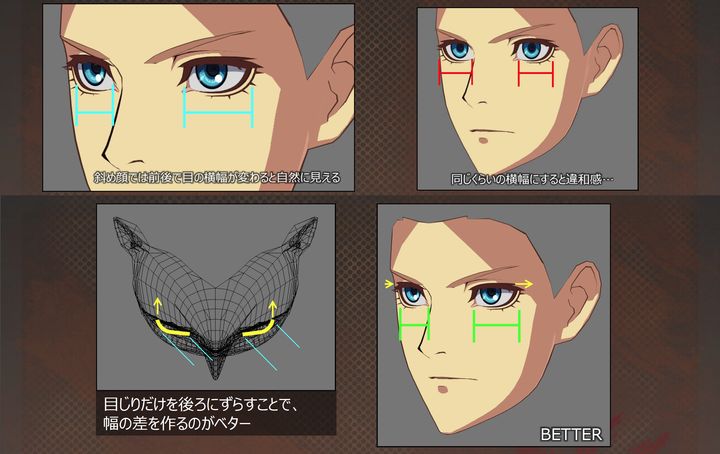 斜め顔では前後で目の横幅が変わると自然に見える
同じくらいの横幅にすると違和感…
目じりだけを後ろにずらすことで、
幅の差を作るのがベター
BETTER